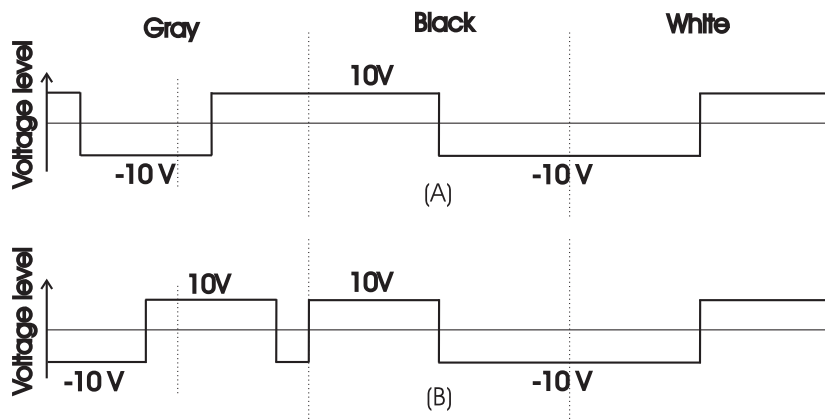 Gray Black White
Voltage level
10V
-10 V
-10 V
(A)
Voltage level
10V
10V
-10 V
-10 V
(B)